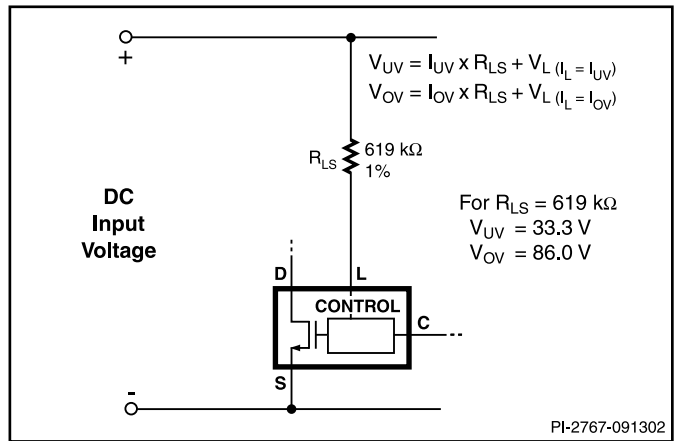 +
V_UV = I_UV x R_LS + V_L (I_L = I_UV)
V_OV = I_OV x R_LS + V_L (I_L = I_OV)
R_LS
619 kΩ
1%
DC
Input
Voltage
For R_LS = 619 kΩ
V_UV = 33.3 V
V_OV = 86.0 V
D
L
CONTROL
C
S
-
PI-2767-091302